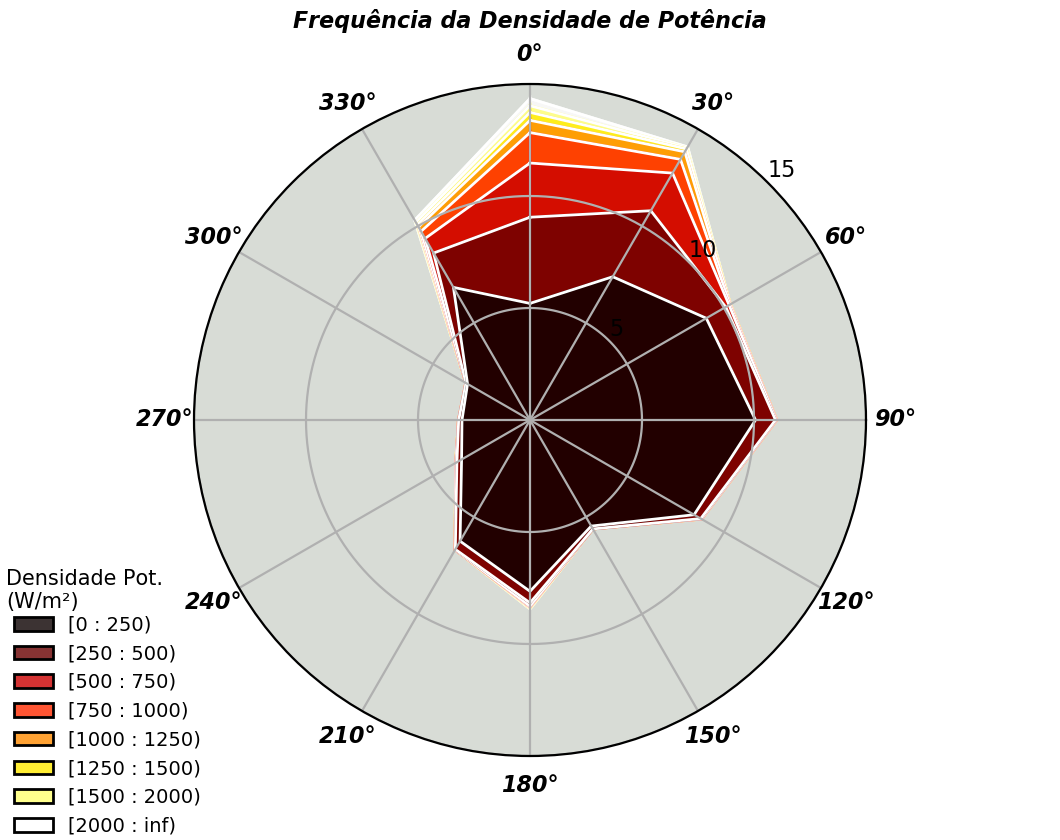 Frequência da Densidade de Potência
0°
330°
30°
15
300°
60°
10
5
270°
90°
Densidade Pot.
(W/m²)
240°
120°
[0 : 250)
[250 : 500)
[500 : 750)
[750 : 1000)
210°
150°
[1000 : 1250)
[1250 : 1500)
180°
[1500 : 2000)
[2000 : inf)